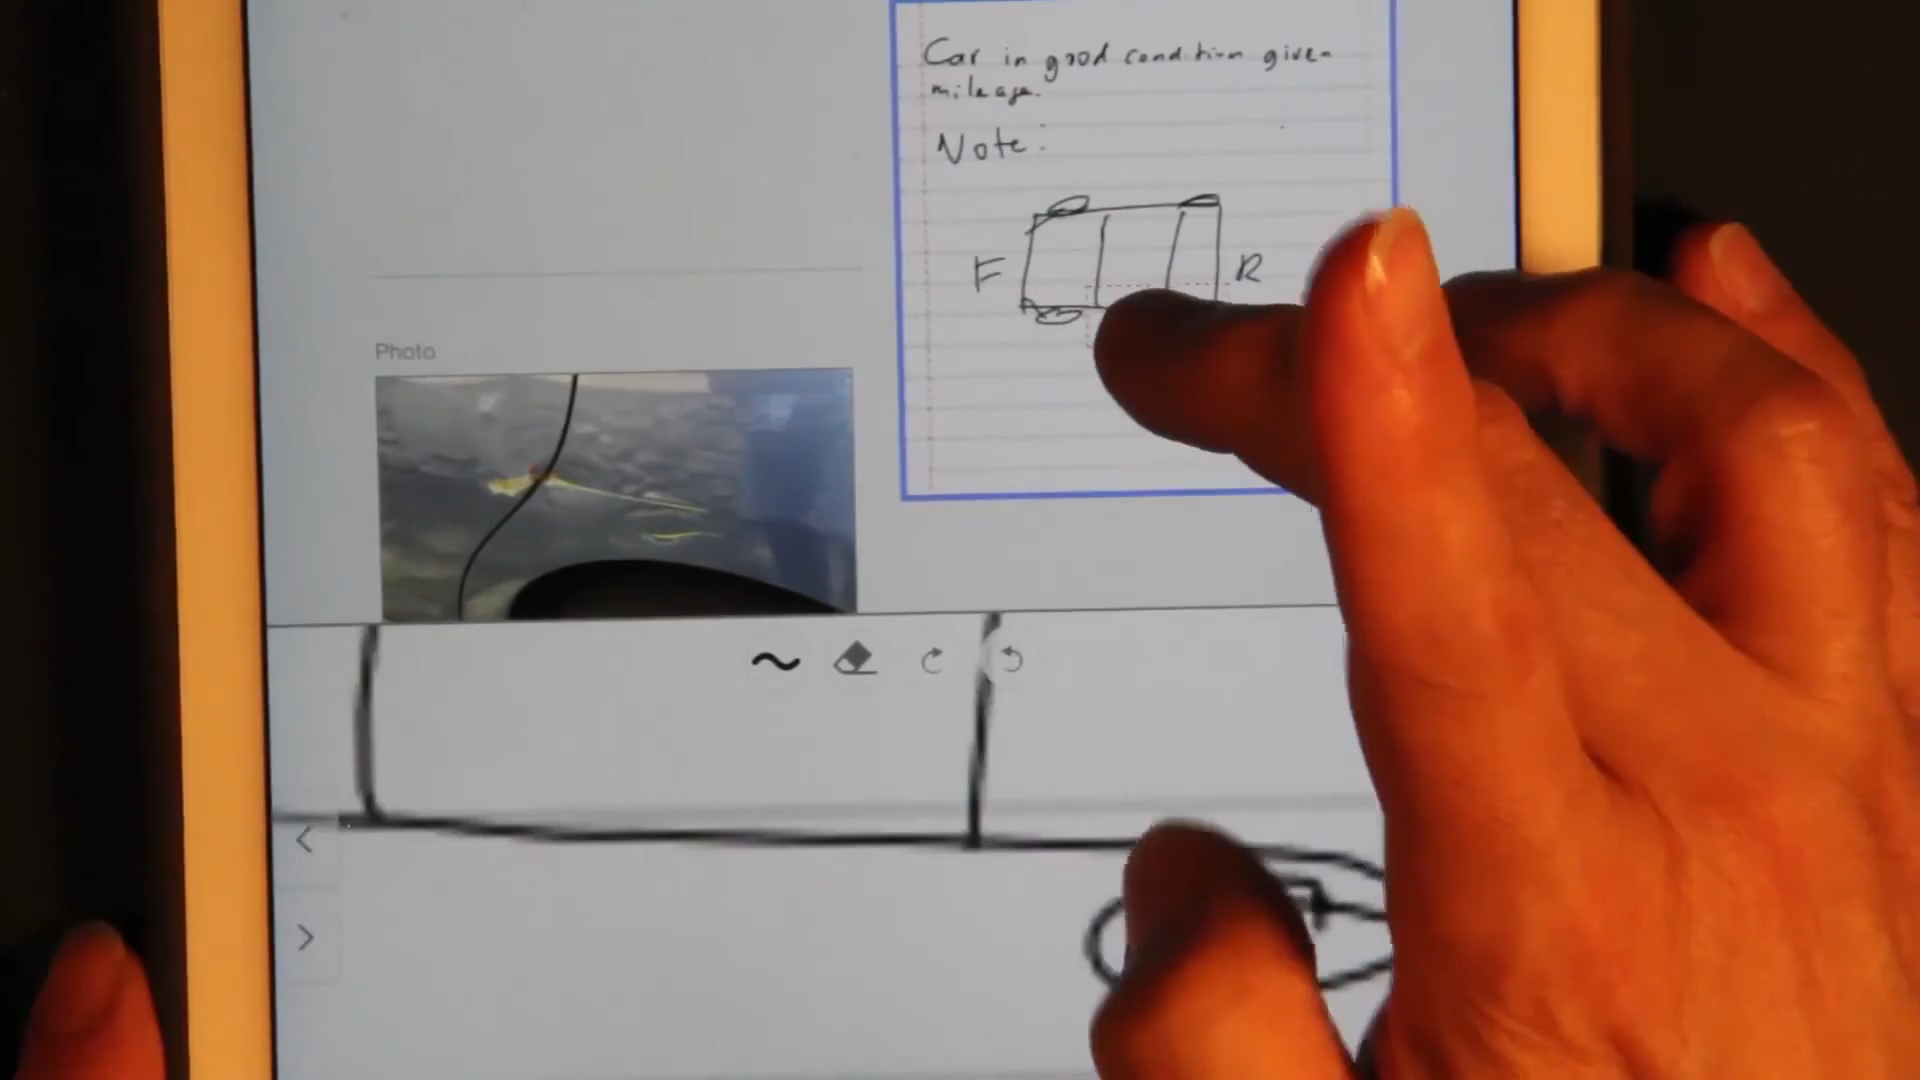 Car in good condition given
mileage.
Note:
F
R
Photo